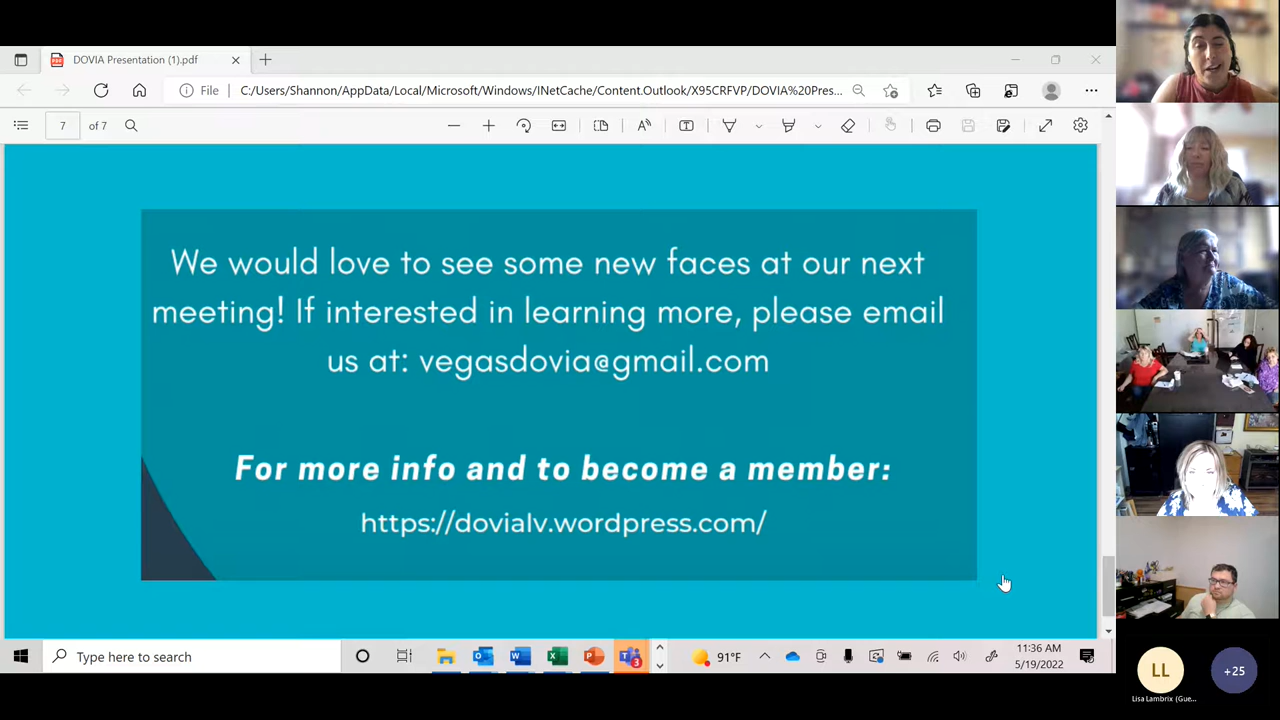 DOVIA Presentation (1).pdf
File
C:/Users/Shannon/AppData/Local/Microsoft/Windows/INetCache/Content.Outlook/X95CRFVP/DOVIA%20Pres...
7 of 7
We would love to see some new faces at our next
meeting! If interested in learning more, please email
us at: vegasdovia@gmail.com
For more info and to become a member:
https://dovialv.wordpress.com/
Type here to search
3
91°F
11:36 AM
5/19/2022
LL
+25
Lisa Lambrix (Gue...